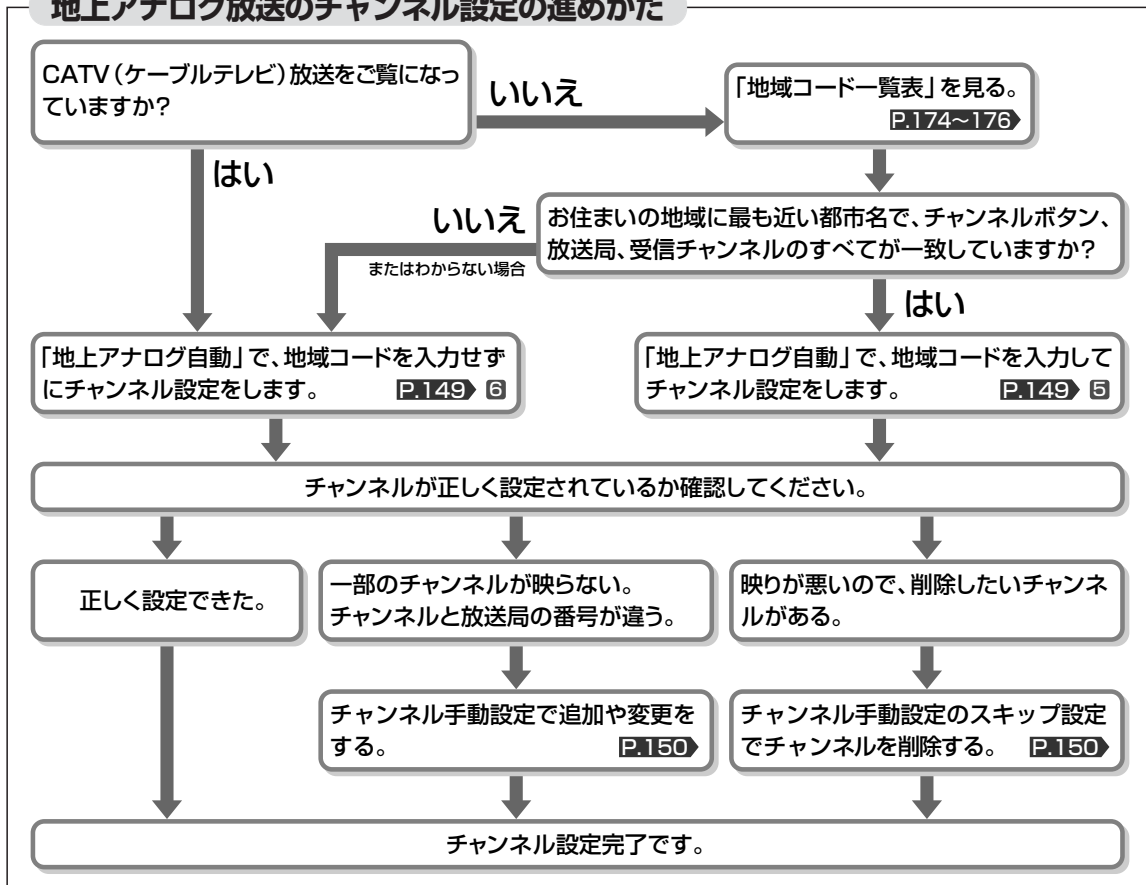 地上アナログ放送のチャンネル設定の進めかた
CATV(ケーブルテレビ)放送をご覧になっ
ていますか?
いいえ
「地域コード一覧表」を見る。
P.174~176
はい
いいえ
またはわからない場合
お住まいの地域に最も近い都市名で、チャンネルボタン、
放送局、受信チャンネルのすべてが一致していますか?
はい
「地上アナログ自動」で、地域コードを入力せず
にチャンネル設定をします。 P.149 6
「地上アナログ自動」で、地域コードを入力して
チャンネル設定をします。 P.149 5
チャンネルが正しく設定されているか確認してください。
正しく設定できた。
一部のチャンネルが映らない。
チャンネルと放送局の番号が違う。
映りが悪いので、削除したいチャンネ
ルがある。
チャンネル手動設定で追加や変更を
する。 P.150
チャンネル手動設定のスキップ設定
でチャンネルを削除する。 P.150
チャンネル設定完了です。